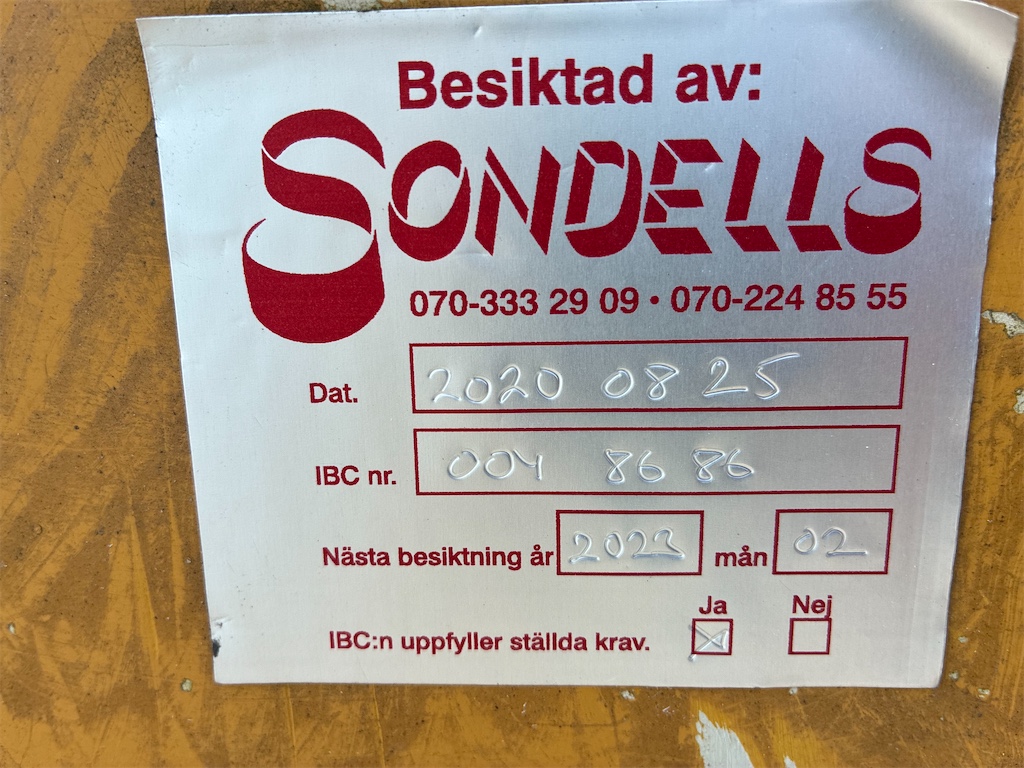 Besiktad av:
SONDELLS
070-333 29 09 • 070-224 85 55
Dat. 2020 08 25
IBC nr. 004 86 86
Nästa besiktning år 2023 mån 02
Ja Nej
IBC:n uppfyller ställda krav.